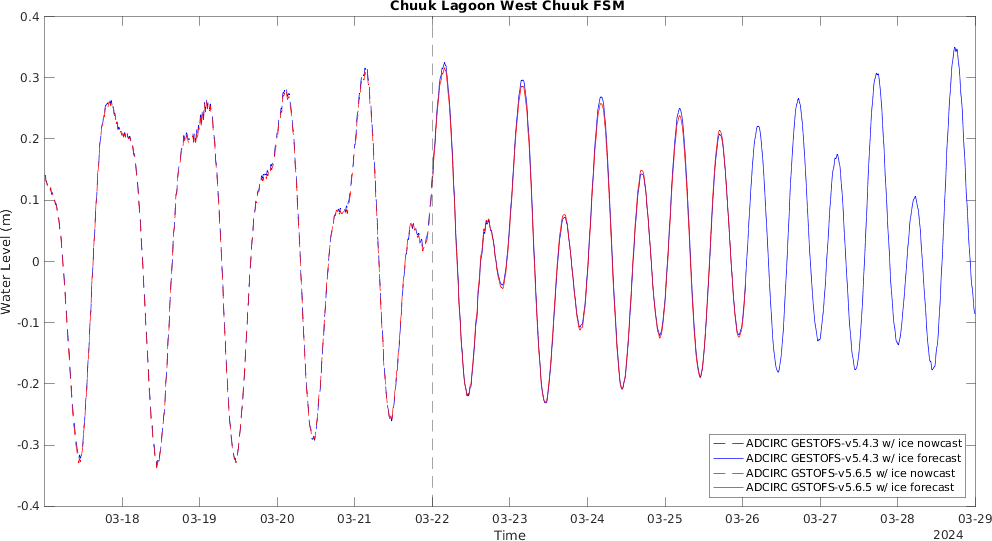 Chuuk Lagoon West Chuuk FSM
0.4
0.3
0.2
0.1
0
-0.1
-0.2
-0.3
-0.4
Water Level (m)
03-18 03-19 03-20 03-21 03-22 03-23 03-24 03-25 03-26 03-27 03-28 03-29
Time
2024
ADCIRC GESTOFS-v5.4.3 w/ ice nowcast
ADCIRC GESTOFS-v5.4.3 w/ ice forecast
ADCIRC GSTOFS-v5.6.5 w/ ice nowcast
ADCIRC GSTOFS-v5.6.5 w/ ice forecast